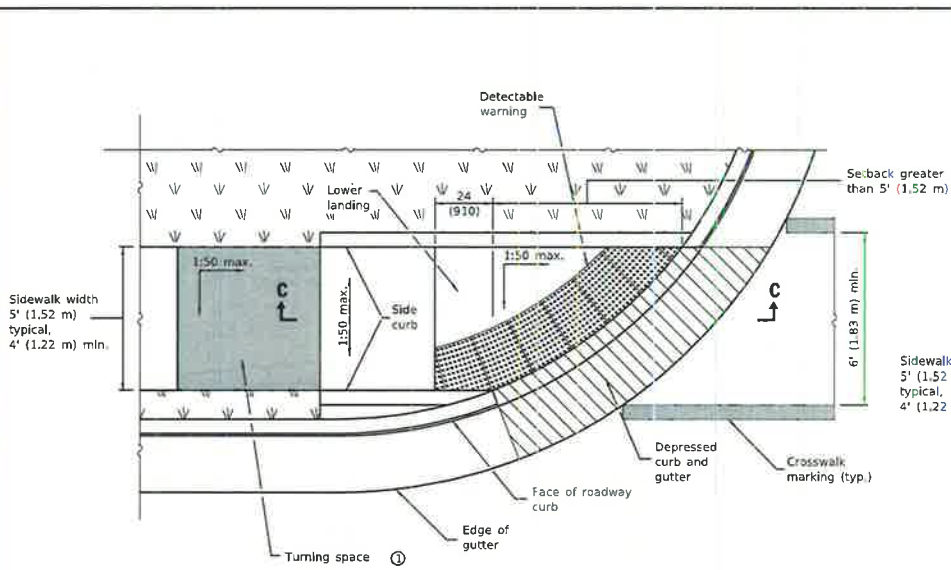 Detectable
warning
Setback greater
than 5' (1.52 m)
Lower
landing
24
(910)
1:50 max.
1:50 max.
1:50 max.
C
C
Side
curb
Sidewalk width
5' (1.52 m)
typical,
4' (1.22 m) min.
6' (1.83 m) min.
Sidewalk
5' (1.52
typical,
4' (1.22
Depressed
curb and
gutter
Crosswalk
marking (typ.)
Face of roadway
curb
Edge of
gutter
Turning space ①